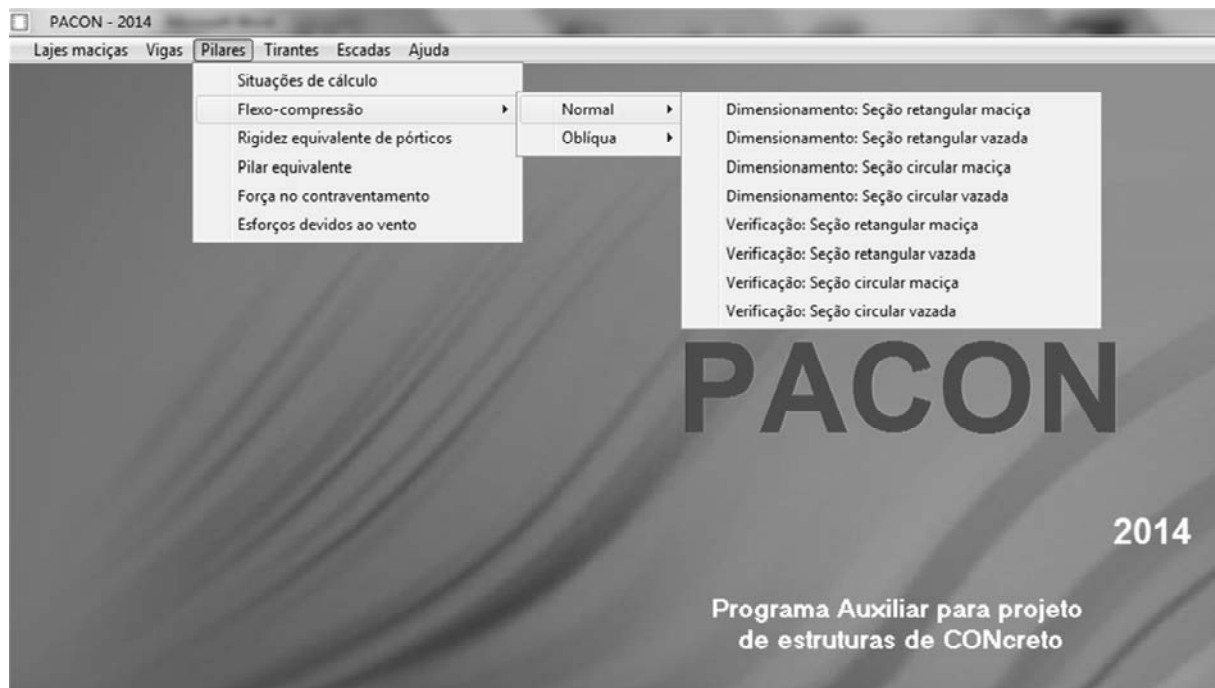 PACON - 2014
Lajes maciças Vigas Pilares Tirantes Escadas Ajuda
Situações de cálculo
Flexo-compressão
Rigidez equivalente de pórticos
Pilar equivalente
Força no contraventamento
Esforços devidos ao vento
Normal
Oblíqua
Dimensionamento: Seção retangular maciça
Dimensionamento: Seção retangular vazada
Dimensionamento: Seção circular maciça
Dimensionamento: Seção circular vazada
Verificação: Seção retangular maciça
Verificação: Seção retangular vazada
Verificação: Seção circular maciça
Verificação: Seção circular vazada
PACON
2014
Programa Auxiliar para projeto
de estruturas de CONcreto